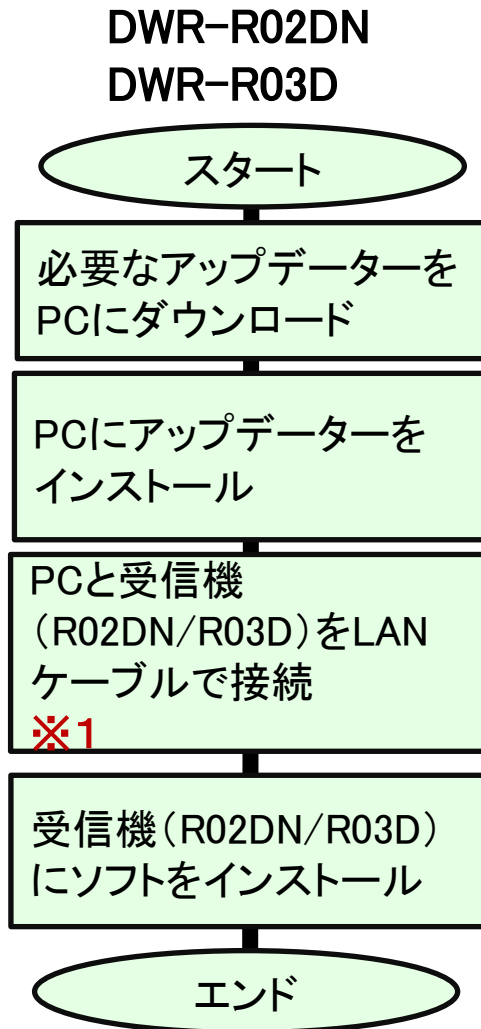 DWR-R02DN
DWR-R03D
スタート
必要なアップデーターを
PCにダウンロード
PCにアップデーターを
インストール
PCと受信機
(R02DN/R03D)をLAN
ケーブルで接続
※1
受信機(R02DN/R03D)
にソフトをインストール
エンド